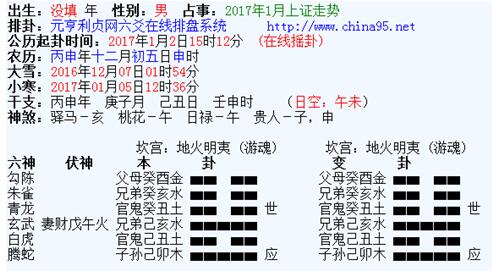 出生：没填 年  性别：男  占事：2017年1月上证走势
排卦：元亨利贞网六爻在线排盘系统  http://www.china95.net
公历起卦时间：2017年1月2日15时12分 （在线摇卦）
农历：丙申年十二月初五日申时
大雪：2016年12月07日01时54分
小寒：2017年01月05日12时36分
干支：丙申年  庚子月  己丑日  壬申时  （日空：午未）
神煞：驿马－亥  桃花－午  日禄－午  贵人－子，申
坎宫：地火明夷（游魂）  坎宫：地火明夷（游魂）
六神  伏神  本  卦  变  卦
勾陈  父母癸酉金  父母癸酉金
朱雀  兄弟癸亥水  兄弟癸亥水
青龙  官鬼癸丑土  世  官鬼癸丑土  世
玄武  妻财戊午火  兄弟己亥水  兄弟己亥水
白虎  官鬼己丑土  官鬼己丑土
腾蛇  子孙己卯木  应  子孙己卯木  应